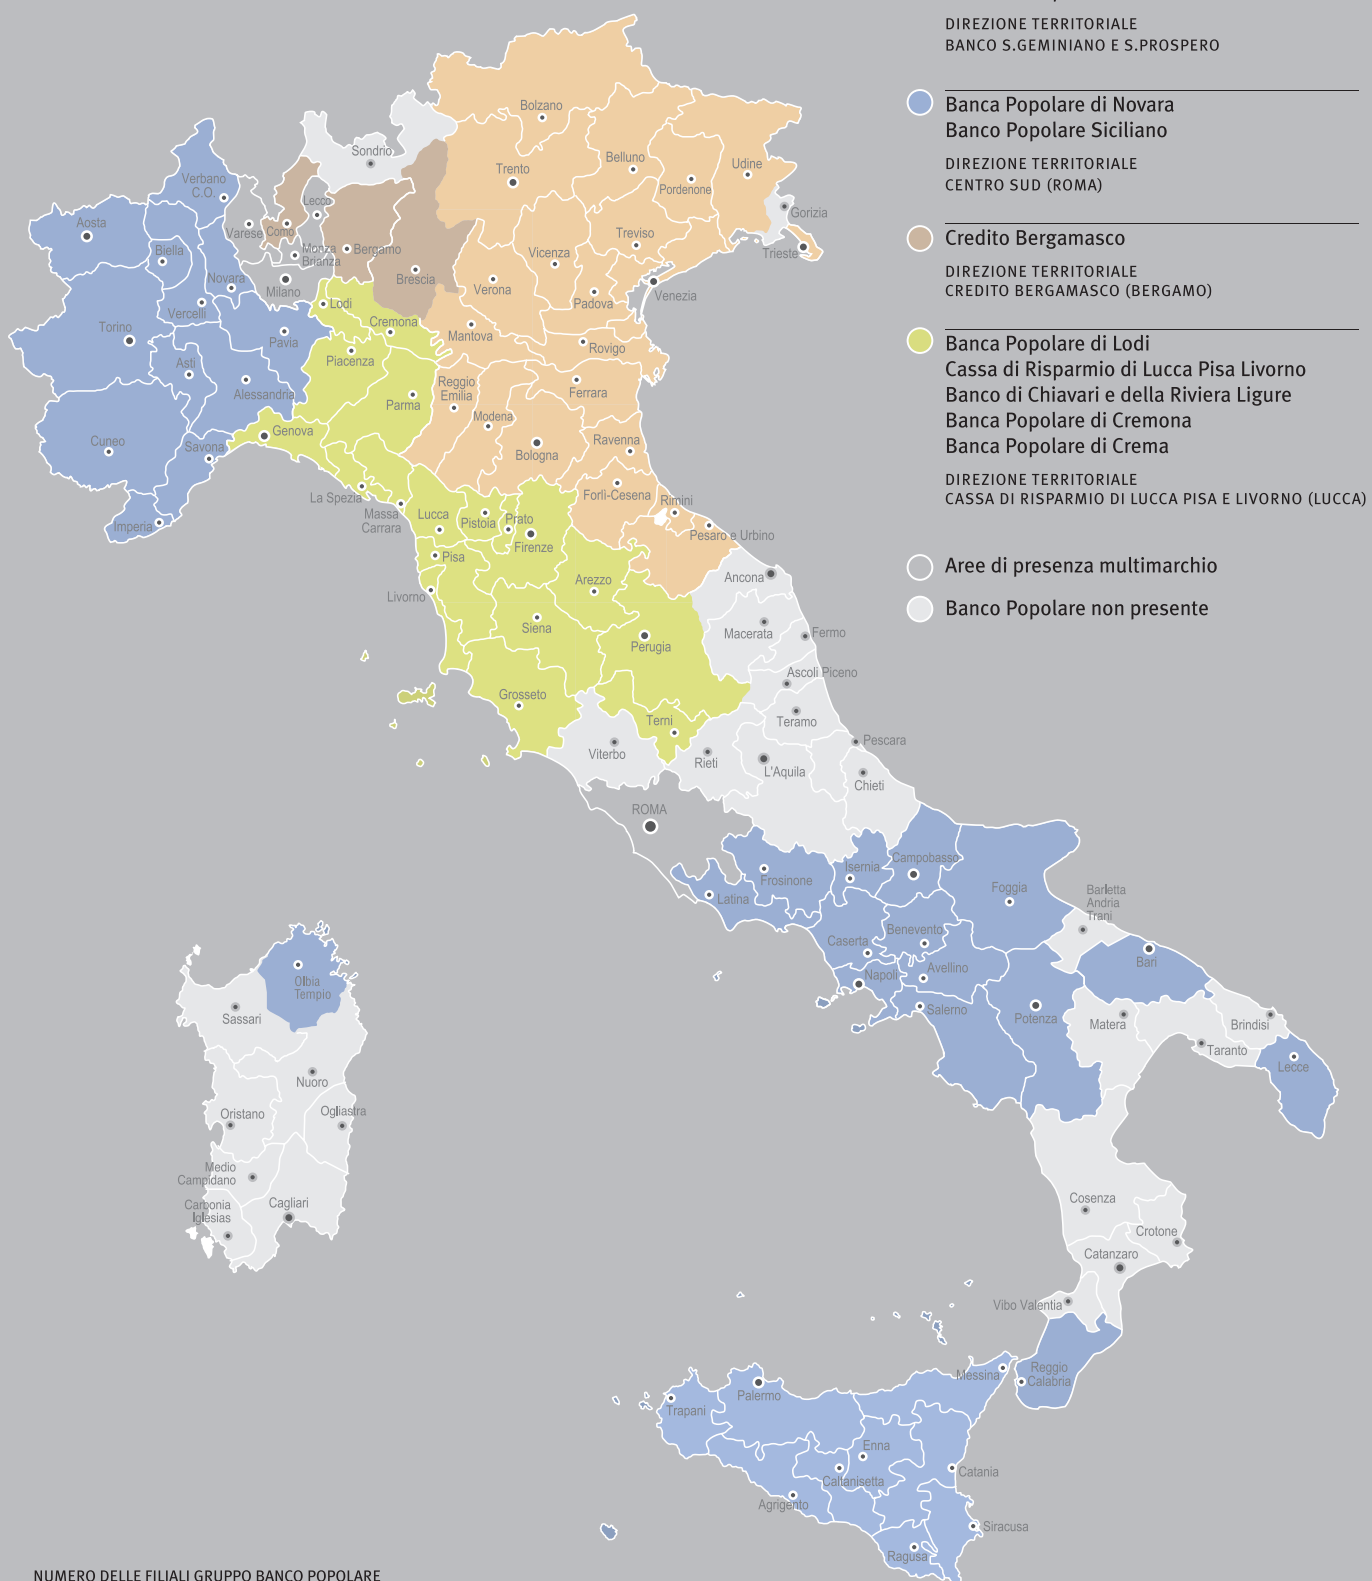 DIREZIONE TERRITORIALE
BANCO S.GEMINIANO E S.PROSPERO
Banca Popolare di Novara
Banco Popolare Siciliano
DIREZIONE TERRITORIALE
CENTRO SUD (ROMA)
Credito Bergamasco
DIREZIONE TERRITORIALE
CREDITO BERGAMASCO (BERGAMO)
Banca Popolare di Lodi
Cassa di Risparmio di Lucca Pisa Livorno
Banco di Chiavari e della Riviera Ligure
Banca Popolare di Cremona
Banca Popolare di Crema
DIREZIONE TERRITORIALE
CASSA DI RISPARMIO DI LUCCA PISA E LIVORNO (LUCCA)
Aree di presenza multimarchio
Banco Popolare non presente
Bolzano
Sondrio
Trento
Belluno
Udine
Pordenone
Verbano
C.O.
Lecco
Gorizia
Aosta
Varese
Como
Treviso
Trieste
Biella
Monza
Brianza
Bergamo
Vicenza
Brescia
Novara
Milano
Verona
Padova
Venezia
Vercelli
Lodi
Torino
Cremona
Pavia
Mantova
Rovigo
Piacenza
Asti
Alessandria
Reggio
Emilia
Ferrara
Parma
Modena
Cuneo
Savona
Genova
Bologna
Ravenna
La Spezia
Forlì-Cesena
Rimini
Imperia
Massa
Carrara
Lucca
Pistoia
Prato
Firenze
Pesaro e Urbino
Pisa
Livorno
Arezzo
Ancona
Siena
Perugia
Macerata
Fermo
Ascoli Piceno
Grosseto
Terni
Teramo
Viterbo
Rieti
L'Aquila
Pescara
Chieti
ROMA
Frosinone
Isernia
Campobasso
Latina
Foggia
Barletta
Andria
Trani
Caserta
Benevento
Bari
Napoli
Avellino
Salerno
Potenza
Matera
Brindisi
Taranto
Lecce
Olbia
Tempio
Sassari
Nuoro
Oristano
Ogliastra
Medio
Campidano
Carbonia
Iglesias
Cagliari
Cosenza
Crotone
Catanzaro
Vibo Valentia
Reggio
Calabria
Messina
Palermo
Trapani
Enna
Caltanisetta
Catania
Agrigento
Siracusa
Ragusa
NUMERO DELLE FILIALI GRUPPO BANCO POPOLARE